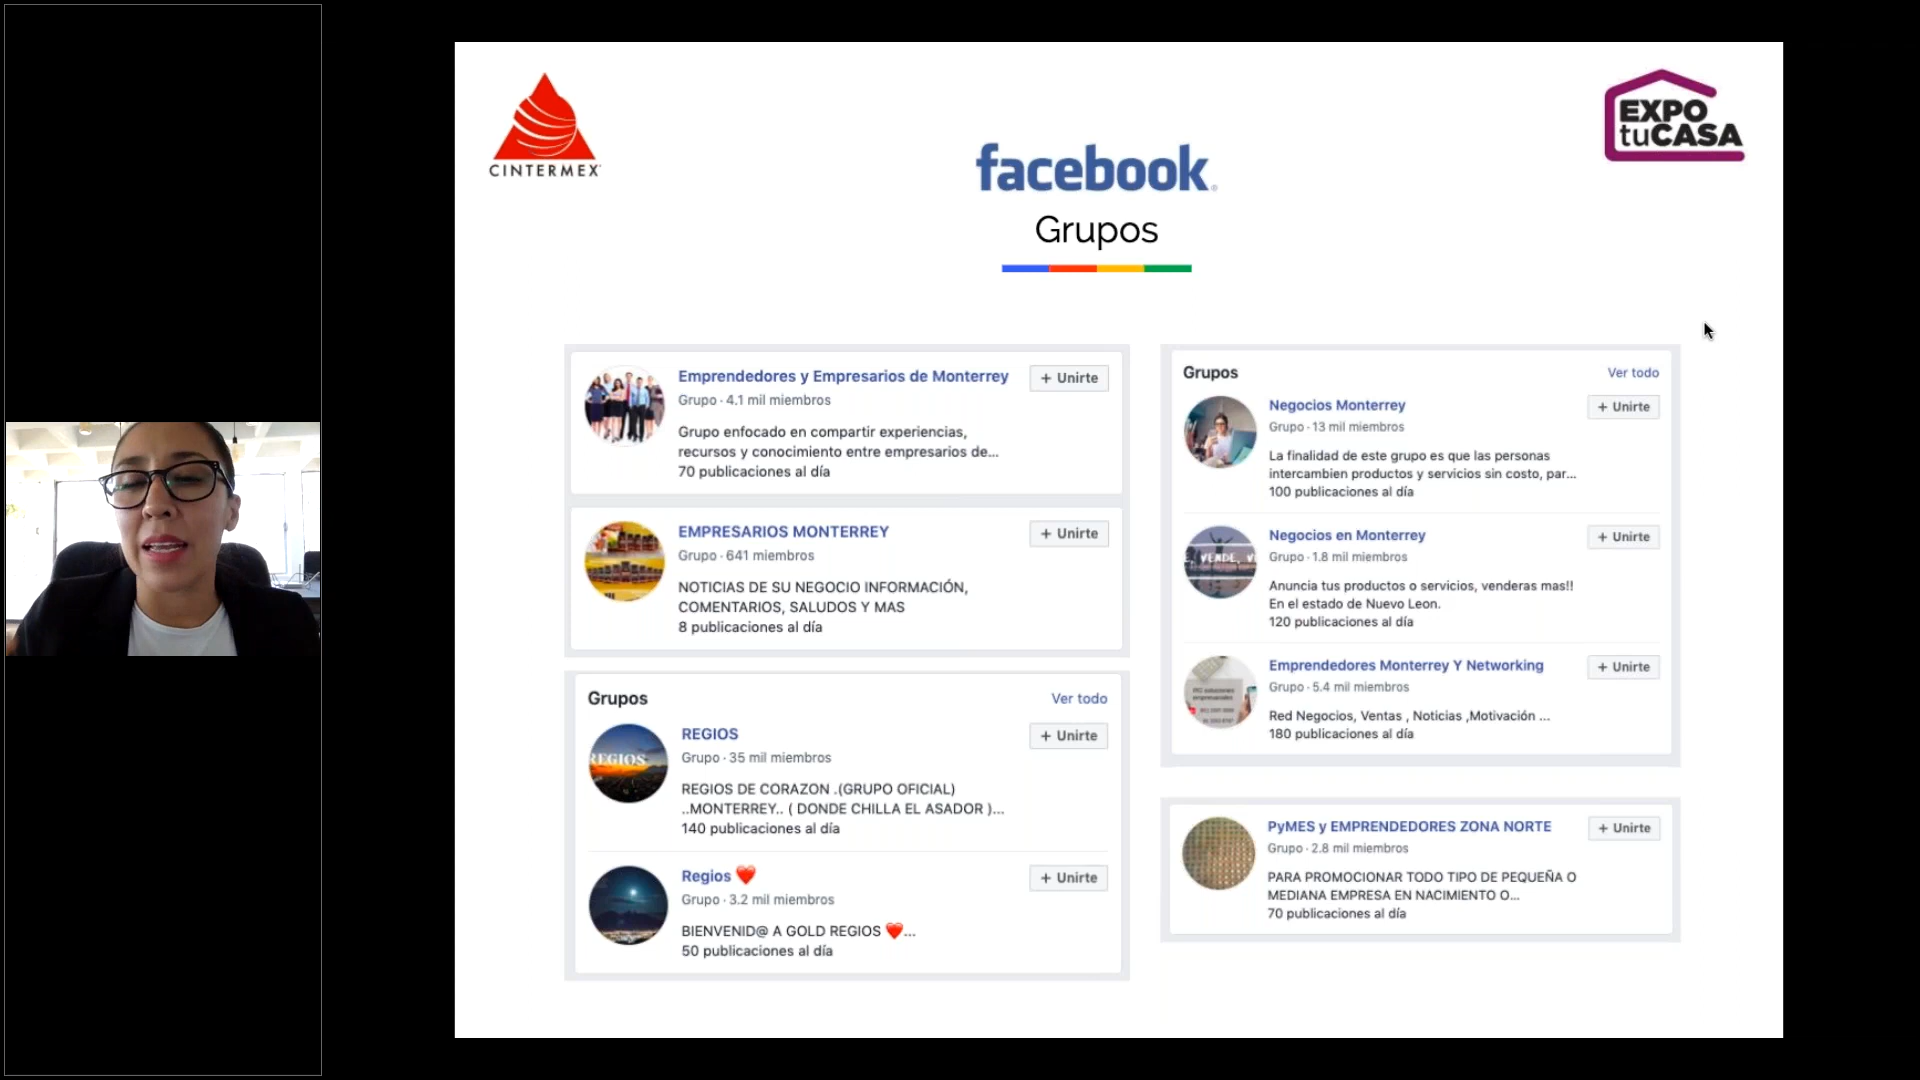 CINTERMEX
EXPO
tuCASA
facebook
Grupos
Emprendedores y Empresarios de Monterrey
+ Unirte
Grupo · 4.1 mil miembros
Grupo enfocado en compartir experiencias,
recursos y conocimiento entre empresarios de...
70 publicaciones al día
EMPRESARIOS MONTERREY
+ Unirte
Grupo · 641 miembros
NOTICIAS DE SU NEGOCIO INFORMACIÓN,
COMENTARIOS, SALUDOS Y MAS
8 publicaciones al día
Grupos
Ver todo
REGIOS
REGIOS
+ Unirte
Grupo · 35 mil miembros
REGIOS DE CORAZON .(GRUPO OFICIAL)
..MONTERREY.. ( DONDE CHILLA EL ASADOR )...
140 publicaciones al día
Regios ❤️
+ Unirte
Grupo · 3.2 mil miembros
BIENVENID@ A GOLD REGIOS ❤️...
50 publicaciones al día
Grupos
Ver todo
Negocios Monterrey
+ Unirte
Grupo · 13 mil miembros
La finalidad de este grupo es que las personas
intercambien productos y servicios sin costo, par...
100 publicaciones al día
Negocios en Monterrey
+ Unirte
Grupo · 1.8 mil miembros
VENDE,
Anuncia tus productos o servicios, venderas mas!!
En el estado de Nuevo Leon.
120 publicaciones al día
Emprendedores Monterrey Y Networking
+ Unirte
Grupo · 5.4 mil miembros
Red Negocios, Ventas , Noticias ,Motivación ...
180 publicaciones al día
PyMES y EMPRENDEDORES ZONA NORTE
+ Unirte
Grupo · 2.8 mil miembros
PARA PROMOCIONAR TODO TIPO DE PEQUEÑA O
MEDIANA EMPRESA EN NACIMIENTO O...
70 publicaciones al día